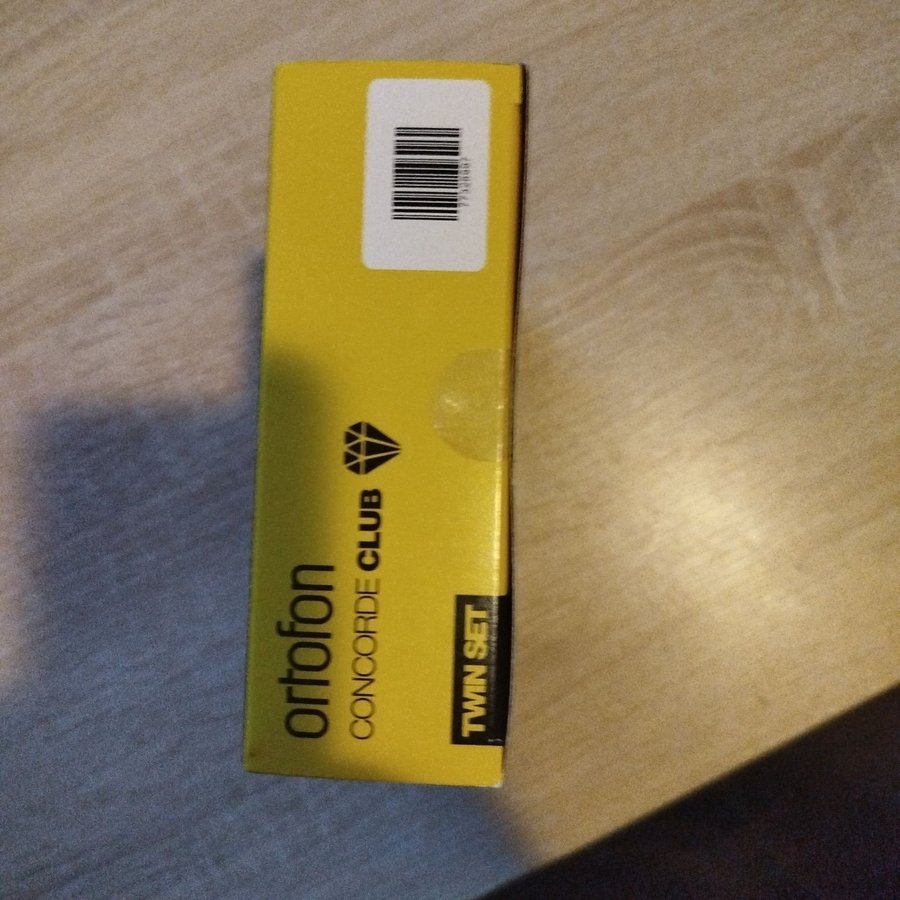 ortofon
CONCORDE CLUB
TWIN SET